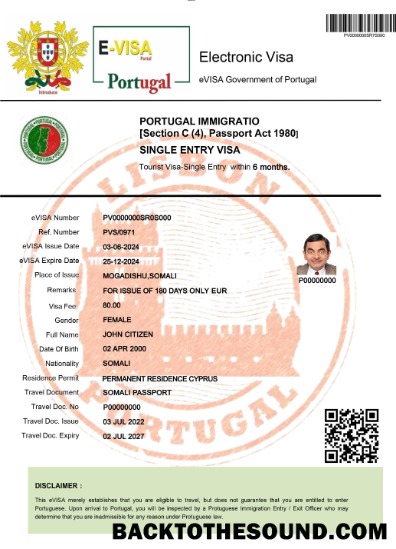 E-VISA
Portal
Portugal
PV0000000SR7S000
Electronic Visa
eVISA Government of Portugal
PORTUGAL IMMIGRATIO
[Section C (4), Passport Act 1980]
SINGLE ENTRY VISA
Tourist Visa-Single Entry within 6 months.
LISBON
PORTUGAL
eVISA Number PV0000000SR0S000
Ref. Number PVS/0971
eVISA Issue Date 03-06-2024
eVISA Expire Date 25-12-2024
Place of Issue MOGADISHU,SOMALI
Remarks FOR ISSUE OF 180 DAYS ONLY EUR
Visa Fee 80.00
Gender FEMALE
Full Name JOHN CITIZEN
Date Of Birth 02 APR 2000
Nationality SOMALI
Residence Permit PERMANENT RESIDENCE CYPRUS
Travel Document SOMALI PASSPORT
Travel Doc. No P00000000
Travel Doc. Issue 03 JUL 2022
Travel Doc. Expiry 02 JUL 2027
P00000000
DISCLAIMER :
This eVISA merely establishes that you are eligible to travel, but does not guarantee that you are entitled to enter
Portuguese. Upon arrival to Portugal, you will be inspected by a Protuguese Immigration Entry / Exit Officer who may
determine that you are inadmissible for any reason under Protuguese law.
BACKTOTHESOUND.COM